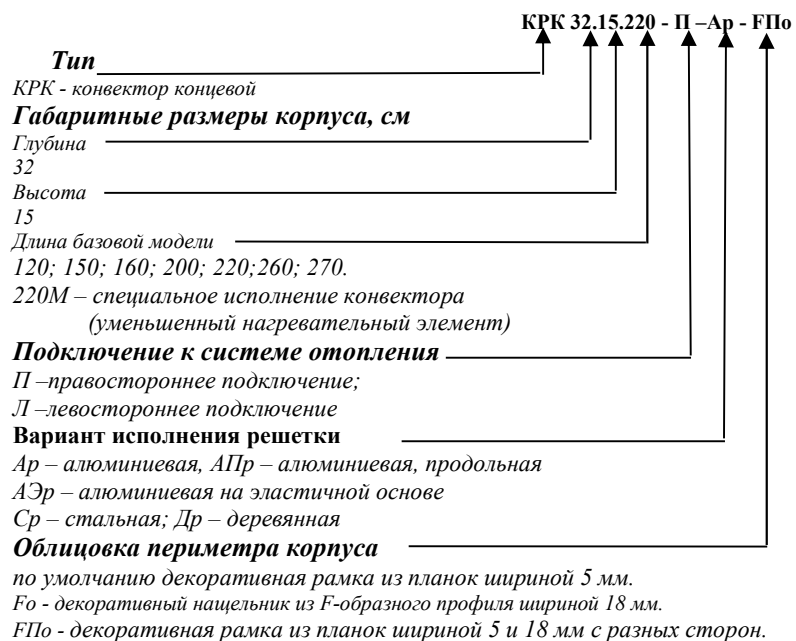 КРК 32.15.220 - П –Ар - FПо
Тип
КРК - конвектор концевой
Габаритные размеры корпуса, см
Глубина
32
Высота
15
Длина базовой модели
120; 150; 160; 200; 220;260; 270.
220М – специальное исполнение конвектора
(уменьшенный нагревательный элемент)
Подключение к системе отопления
П –правостороннее подключение;
Л –левостороннее подключение
Вариант исполнения решетки
Ар – алюминиевая, АПр – алюминиевая, продольная
АЭр – алюминиевая на эластичной основе
Ср – стальная; Др – деревянная
Облицовка периметра корпуса
по умолчанию декоративная рамка из планок шириной 5 мм.
Fо - декоративный нащельник из F-образного профиля шириной 18 мм.
FПо - декоративная рамка из планок шириной 5 и 18 мм с разных сторон.